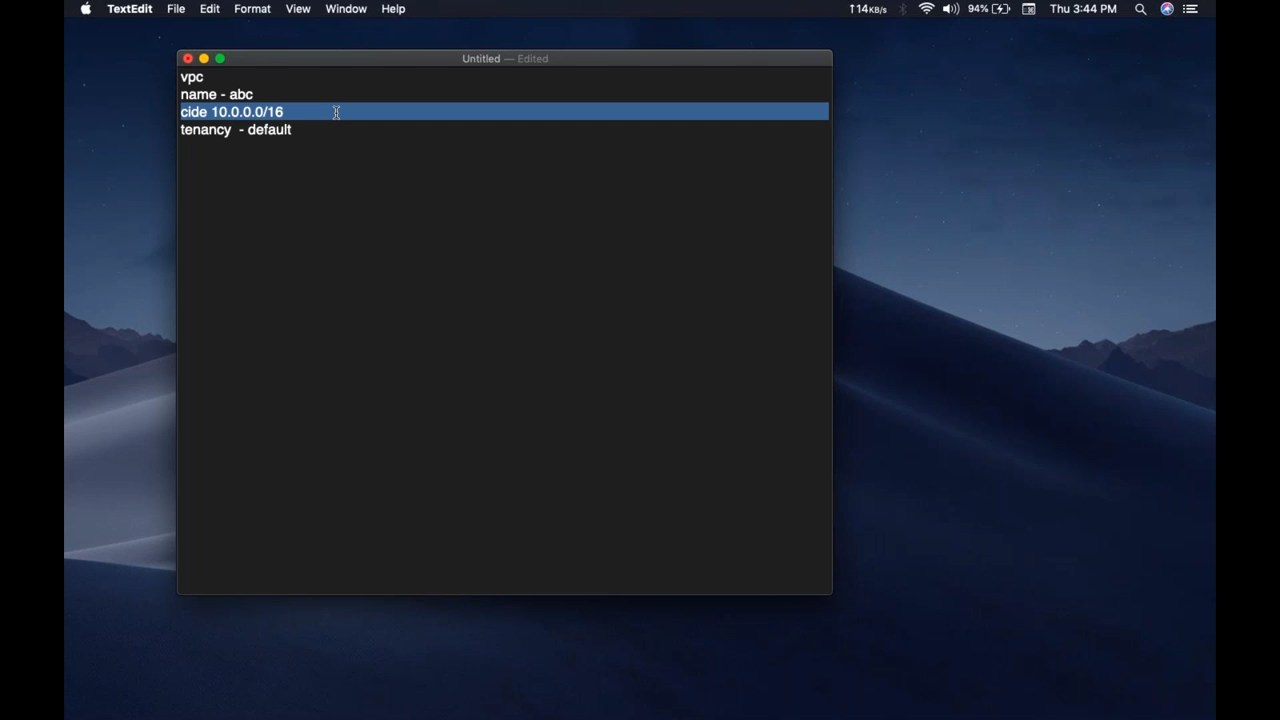 TextEdit File Edit Format View Window Help ↑14KB/s 94% Thu 3:44 PM
Untitled — Edited
vpc
name - abc
cide 10.0.0.0/16
tenancy  - default